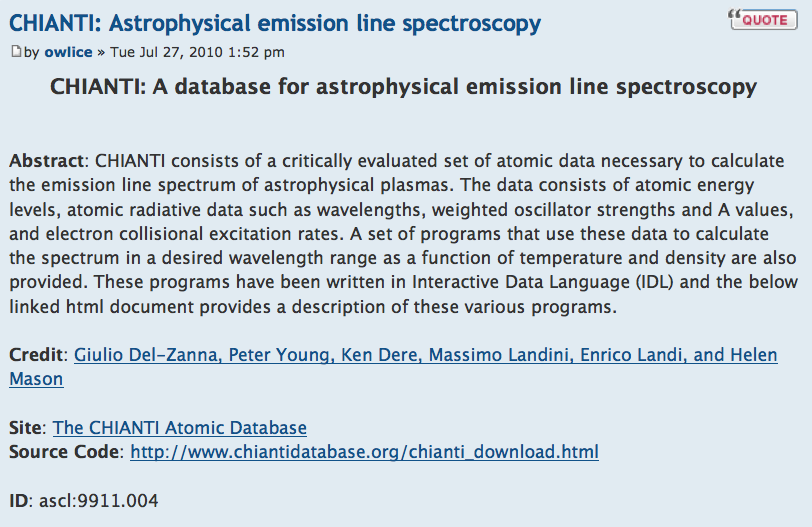 CHIANTI: Astrophysical emission line spectroscopy
QUOTE
by owlice » Tue Jul 27, 2010 1:52 pm
CHIANTI: A database for astrophysical emission line spectroscopy
Abstract: CHIANTI consists of a critically evaluated set of atomic data necessary to calculate
the emission line spectrum of astrophysical plasmas. The data consists of atomic energy
levels, atomic radiative data such as wavelengths, weighted oscillator strengths and A values,
and electron collisional excitation rates. A set of programs that use these data to calculate
the spectrum in a desired wavelength range as a function of temperature and density are also
provided. These programs have been written in Interactive Data Language (IDL) and the below
linked html document provides a description of these various programs.
Credit: Giulio Del-Zanna, Peter Young, Ken Dere, Massimo Landini, Enrico Landi, and Helen
Mason
Site: The CHIANTI Atomic Database
Source Code: http://www.chiantidatabase.org/chianti_download.html
ID: ascl:9911.004